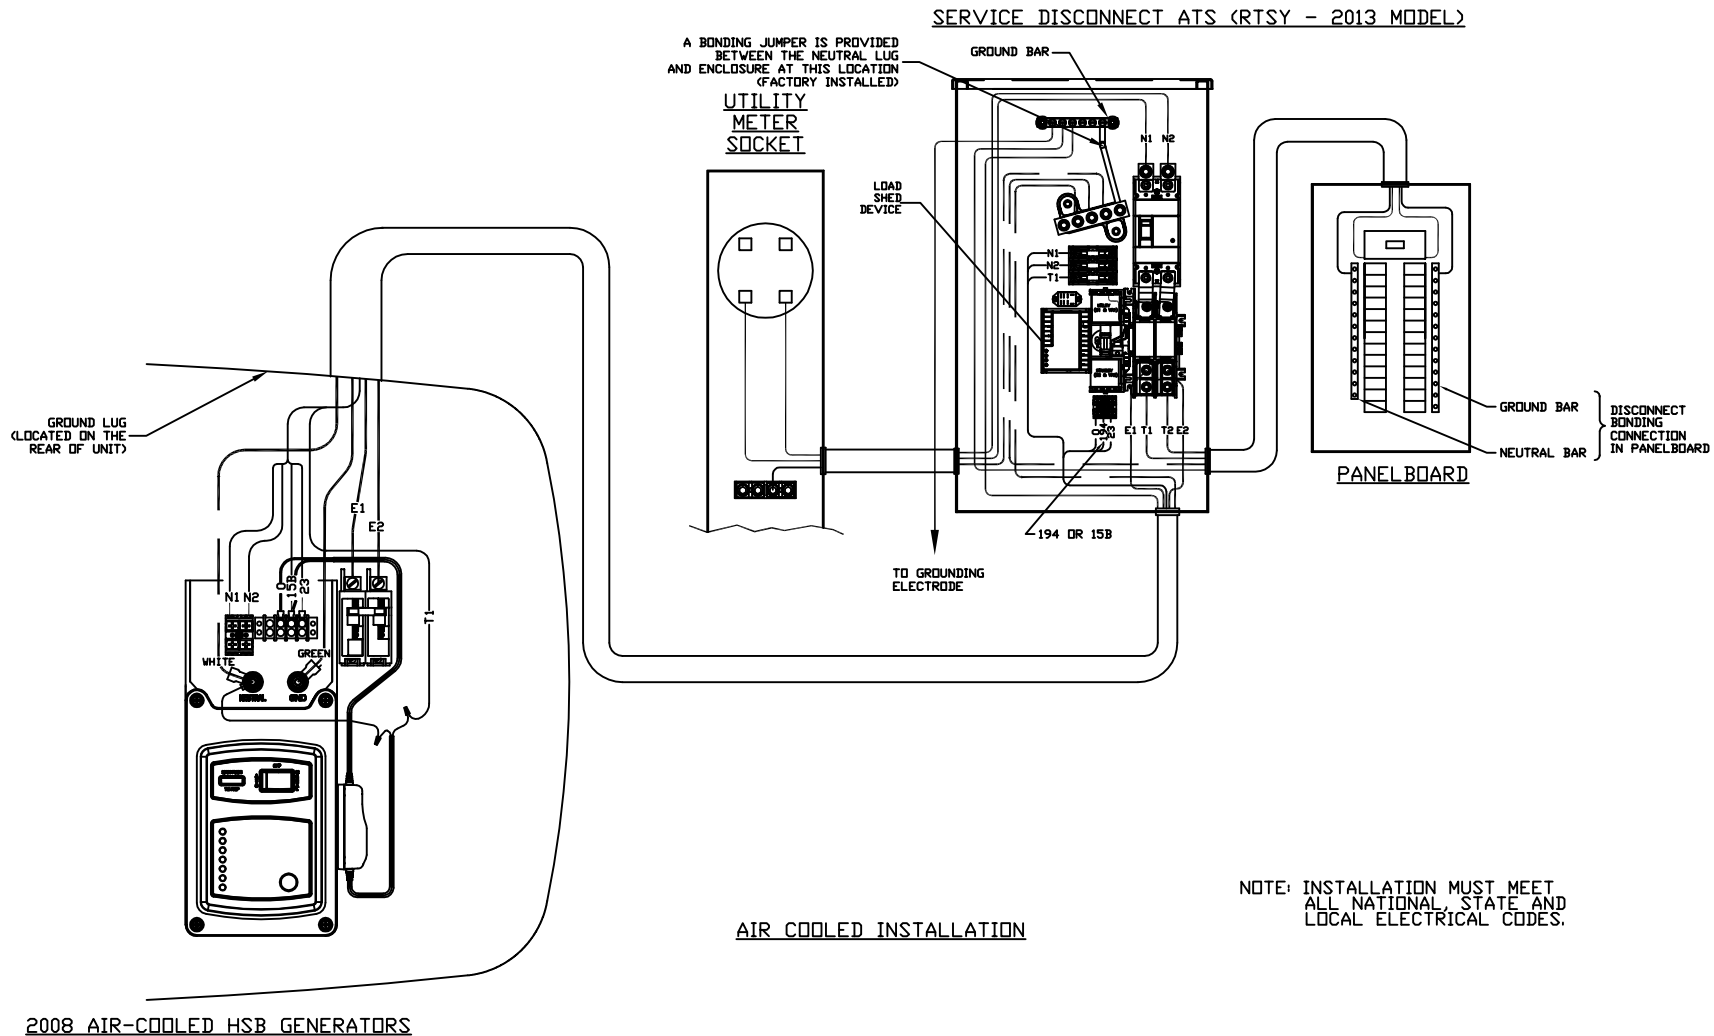 SERVICE DISCONNECT ATS (RTSY - 2013 MODEL)
A BONDING JUMPER IS PROVIDED
BETWEEN THE NEUTRAL LUG
AND ENCLOSURE AT THIS LOCATION
(FACTORY INSTALLED)
GROUND BAR
UTILITY
METER
SOCKET
N1 N2
LOAD
SHED
DEVICE
N1
N2
T1
E1 T1 T2 E2
0
194
23
194 OR 15B
TO GROUNDING
ELECTRODE
GROUND BAR
NEUTRAL BAR
DISCONNECT
BONDING
CONNECTION
IN PANELBOARD
PANELBOARD
GROUND LUG
(LOCATED ON THE
REAR OF UNIT)
E1
E2
N1 N2
0
15B
23
T1
WHITE
GREEN
NEUTRAL
GND
NOTE: INSTALLATION MUST MEET
ALL NATIONAL, STATE AND
LOCAL ELECTRICAL CODES.
AIR COOLED INSTALLATION
2008 AIR-COOLED HSB GENERATORS